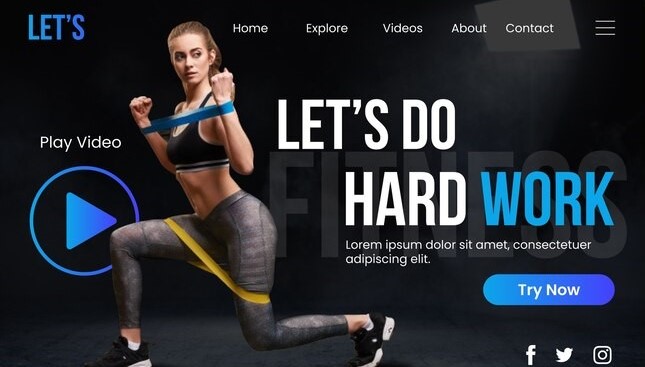 LET'S
Home Explore Videos About Contact
LET'S DO
HARD WORK
FITNESS
Play Video
Lorem ipsum dolor sit amet, consectetuer
adipiscing elit.
Try Now